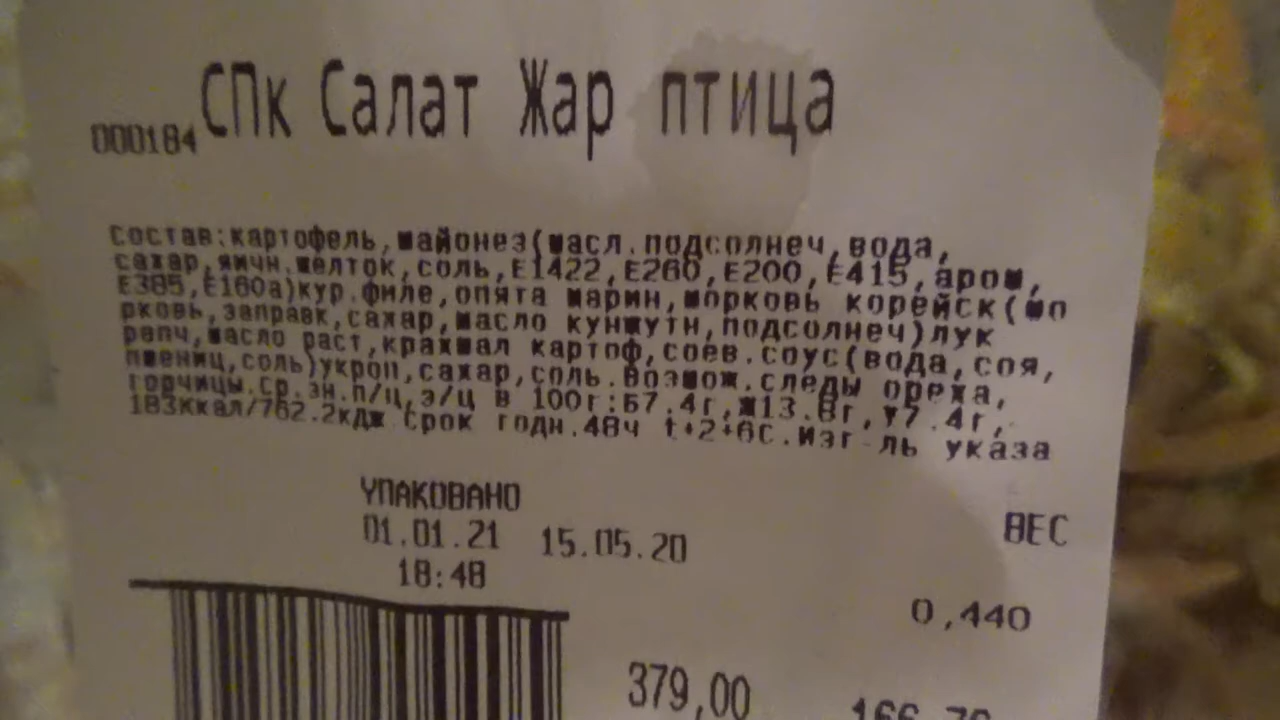 СПк Салат Жар птица
000184
Состав:картофель,майонез(масл.подсолнеч,вода,
сахар,яичн.желток,соль,Е1422,Е260,Е200,Е415,аром,
Е385,Е160а)кур.филе,опята марин,морковь корейск(мо
рковь,заправк,сахар,масло кунжутн,подсолнеч)лук
репч,масло раст,крахмал картоф,соев.соус(вода,соя,
пшениц,соль)укроп,сахар,соль.Возмож.следы ореха,
горчицы.Ср.зн.п/ц,э/ц в 100г:Б7.4г,Ж13.8г,У7.4г,
183Ккал/762.2кДж.Срок годн.48ч t+2+6С.Изг-ль указа
УПАКОВАНО
ВЕС
01.01.21 15.05.20
18:48
0,440
379,00